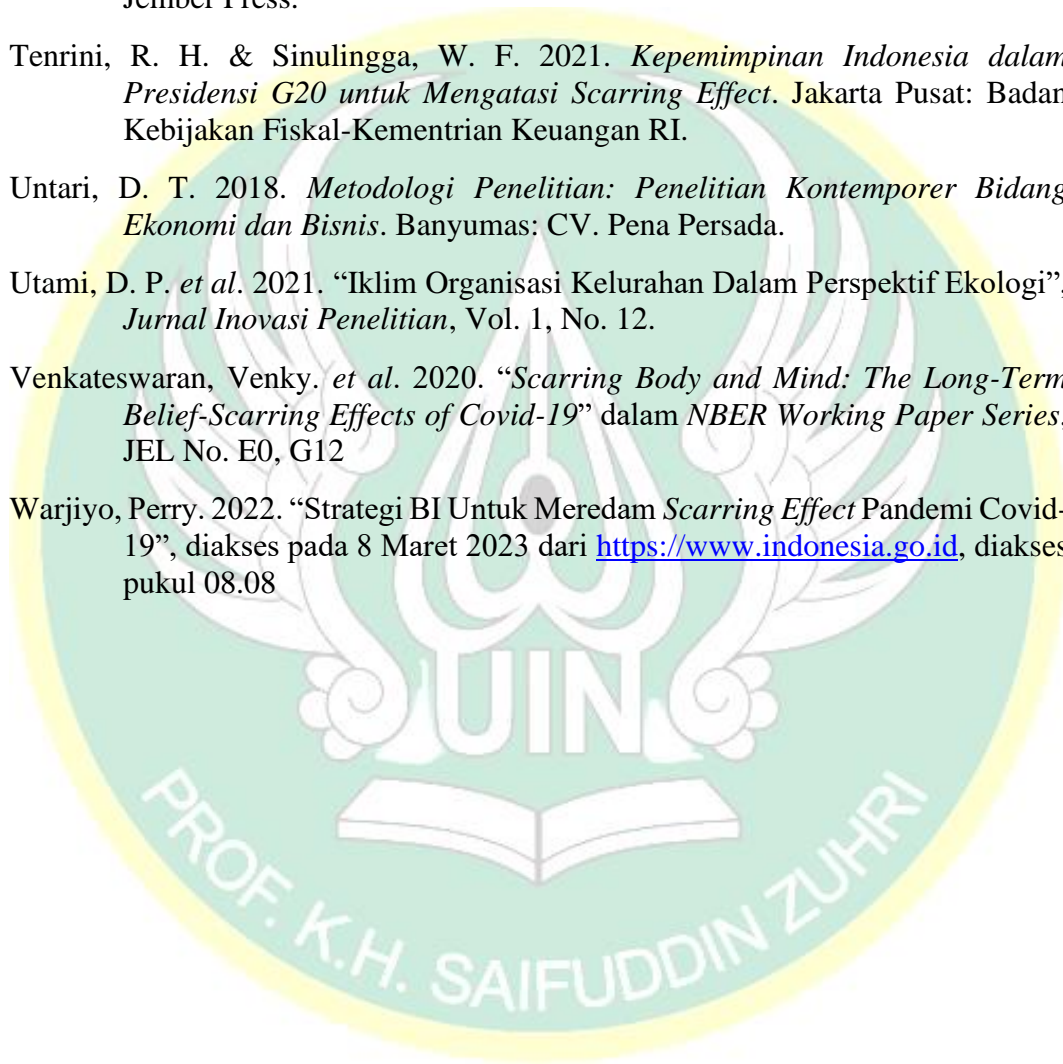 Jember Press.
Tenrini, R. H. & Sinulingga, W. F. 2021. Kepemimpinan Indonesia dalam
Presidensi G20 untuk Mengatasi Scarring Effect. Jakarta Pusat: Badan
Kebijakan Fiskal-Kementrian Keuangan RI.
Untari, D. T. 2018. Metodologi Penelitian: Penelitian Kontemporer Bidang
Ekonomi dan Bisnis. Banyumas: CV. Pena Persada.
Utami, D. P. et al. 2021. “Iklim Organisasi Kelurahan Dalam Perspektif Ekologi”,
Jurnal Inovasi Penelitian, Vol. 1, No. 12.
Venkateswaran, Venky. et al. 2020. “Scarring Body and Mind: The Long-Term
Belief-Scarring Effects of Covid-19” dalam NBER Working Paper Series,
JEL No. E0, G12
Warjiyo, Perry. 2022. “Strategi BI Untuk Meredam Scarring Effect Pandemi Covid-
19”, diakses pada 8 Maret 2023 dari https://www.indonesia.go.id, diakses
pukul 08.08
UIN
PROF. K.H. SAIFUDDIN ZUHRI